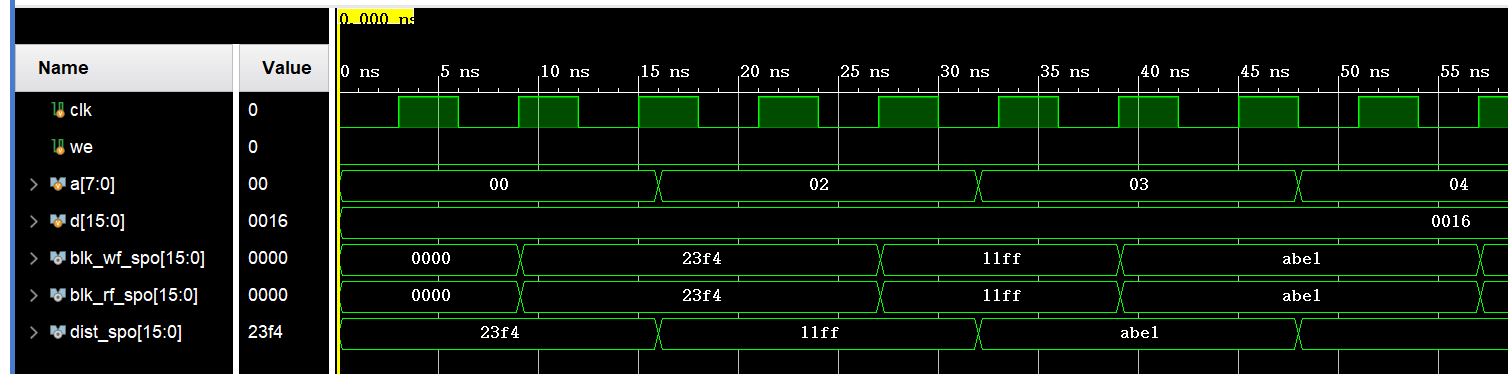 0.000 ns
Name Value
0 ns 5 ns 10 ns 15 ns 20 ns 25 ns 30 ns 35 ns 40 ns 45 ns 50 ns 55 ns
clk 0
we 0
a[7:0] 00 00 02 03 04
d[15:0] 0016 0016
blk_wf_spo[15:0] 0000 0000 23f4 11ff abe1
blk_rf_spo[15:0] 0000 0000 23f4 11ff abe1
dist_spo[15:0] 23f4 23f4 11ff abe1